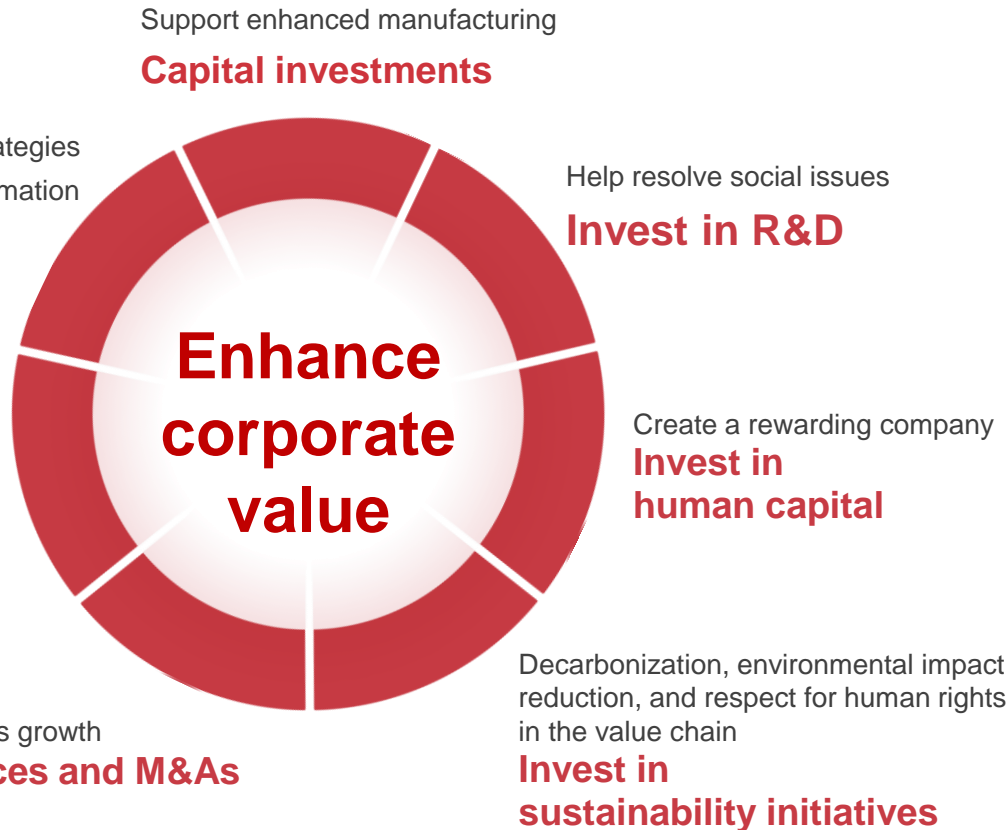 Support enhanced manufacturing
Capital investments
ategies
mation
Help resolve social issues
Invest in R&D
Enhance
corporate
value
Create a rewarding company
Invest in
human capital
Decarbonization, environmental impact
reduction, and respect for human rights
in the value chain
Invest in
sustainability initiatives
s growth
ces and M&As